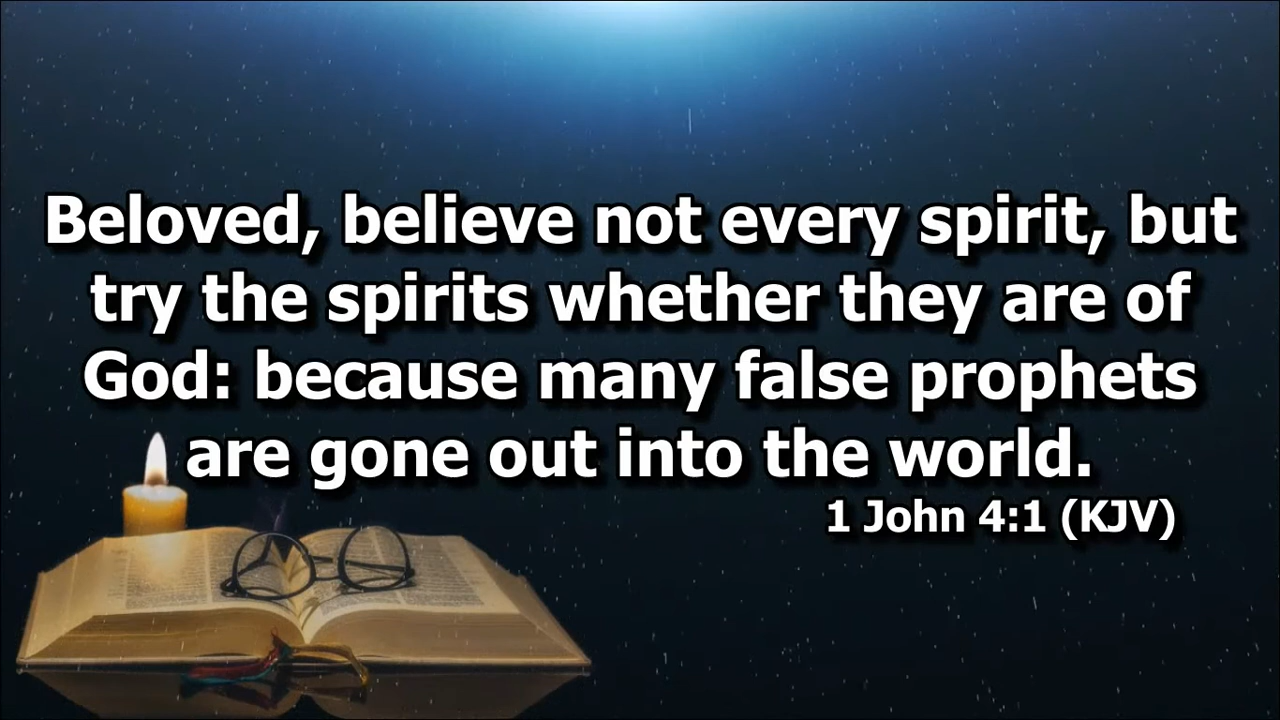 Beloved, believe not every spirit, but
try the spirits whether they are of
God: because many false prophets
are gone out into the world.
1 John 4:1 (KJV)